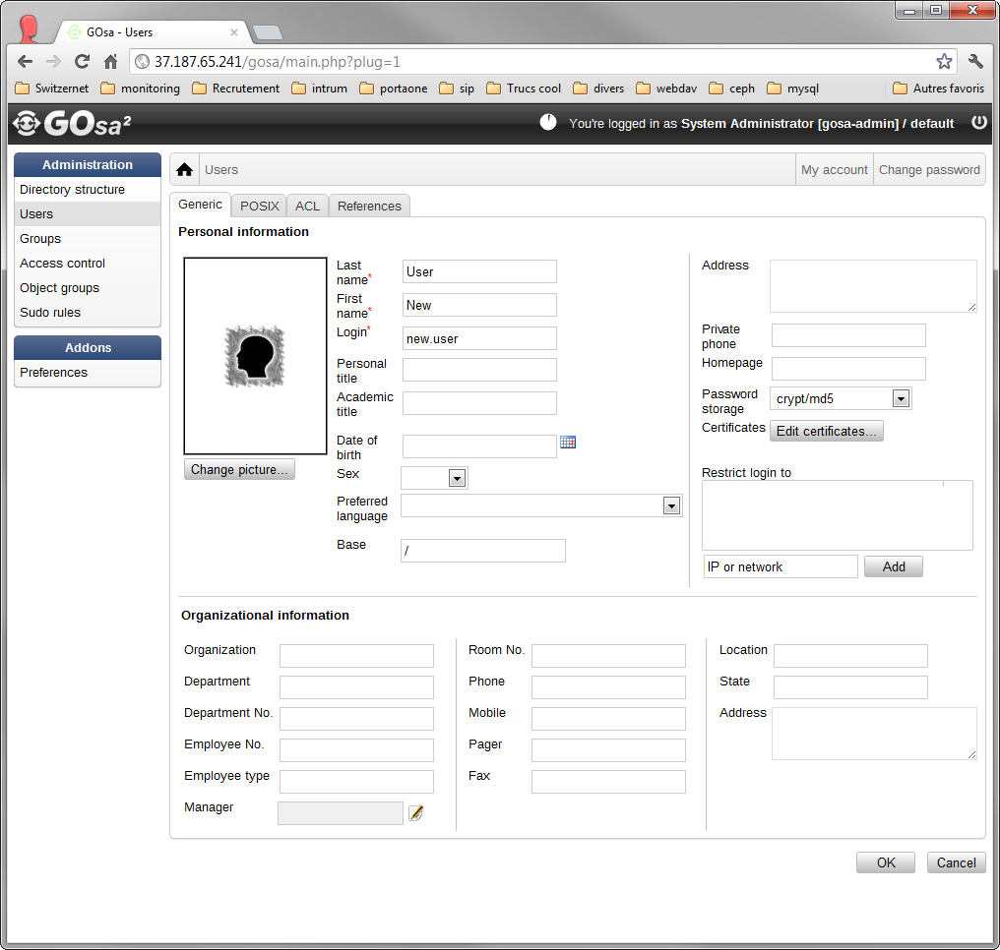 GOsa - Users
37.187.65.241/gosa/main.php?plug=1
Switzernet monitoring Recrutement intrum portaone sip Trucs cool divers webdav ceph mysql Autres favoris
GOsa² You're logged in as System Administrator [gosa-admin] / default
Administration
Directory structure
Users
Groups
Access control
Object groups
Sudo rules
Addons
Preferences
Users My account Change password
Generic POSIX ACL References
Personal information
Change picture...
Last
name* User
First
name* New
Login* new.user
Personal
title
Academic
title
Date of
birth
Sex
Preferred
language
Base /
Address
Private
phone
Homepage
Password
storage crypt/md5
Certificates Edit certificates...
Restrict login to
IP or network Add
Organizational information
Organization
Department
Department No.
Employee No.
Employee type
Manager
Room No.
Phone
Mobile
Pager
Fax
Location
State
Address
OK Cancel